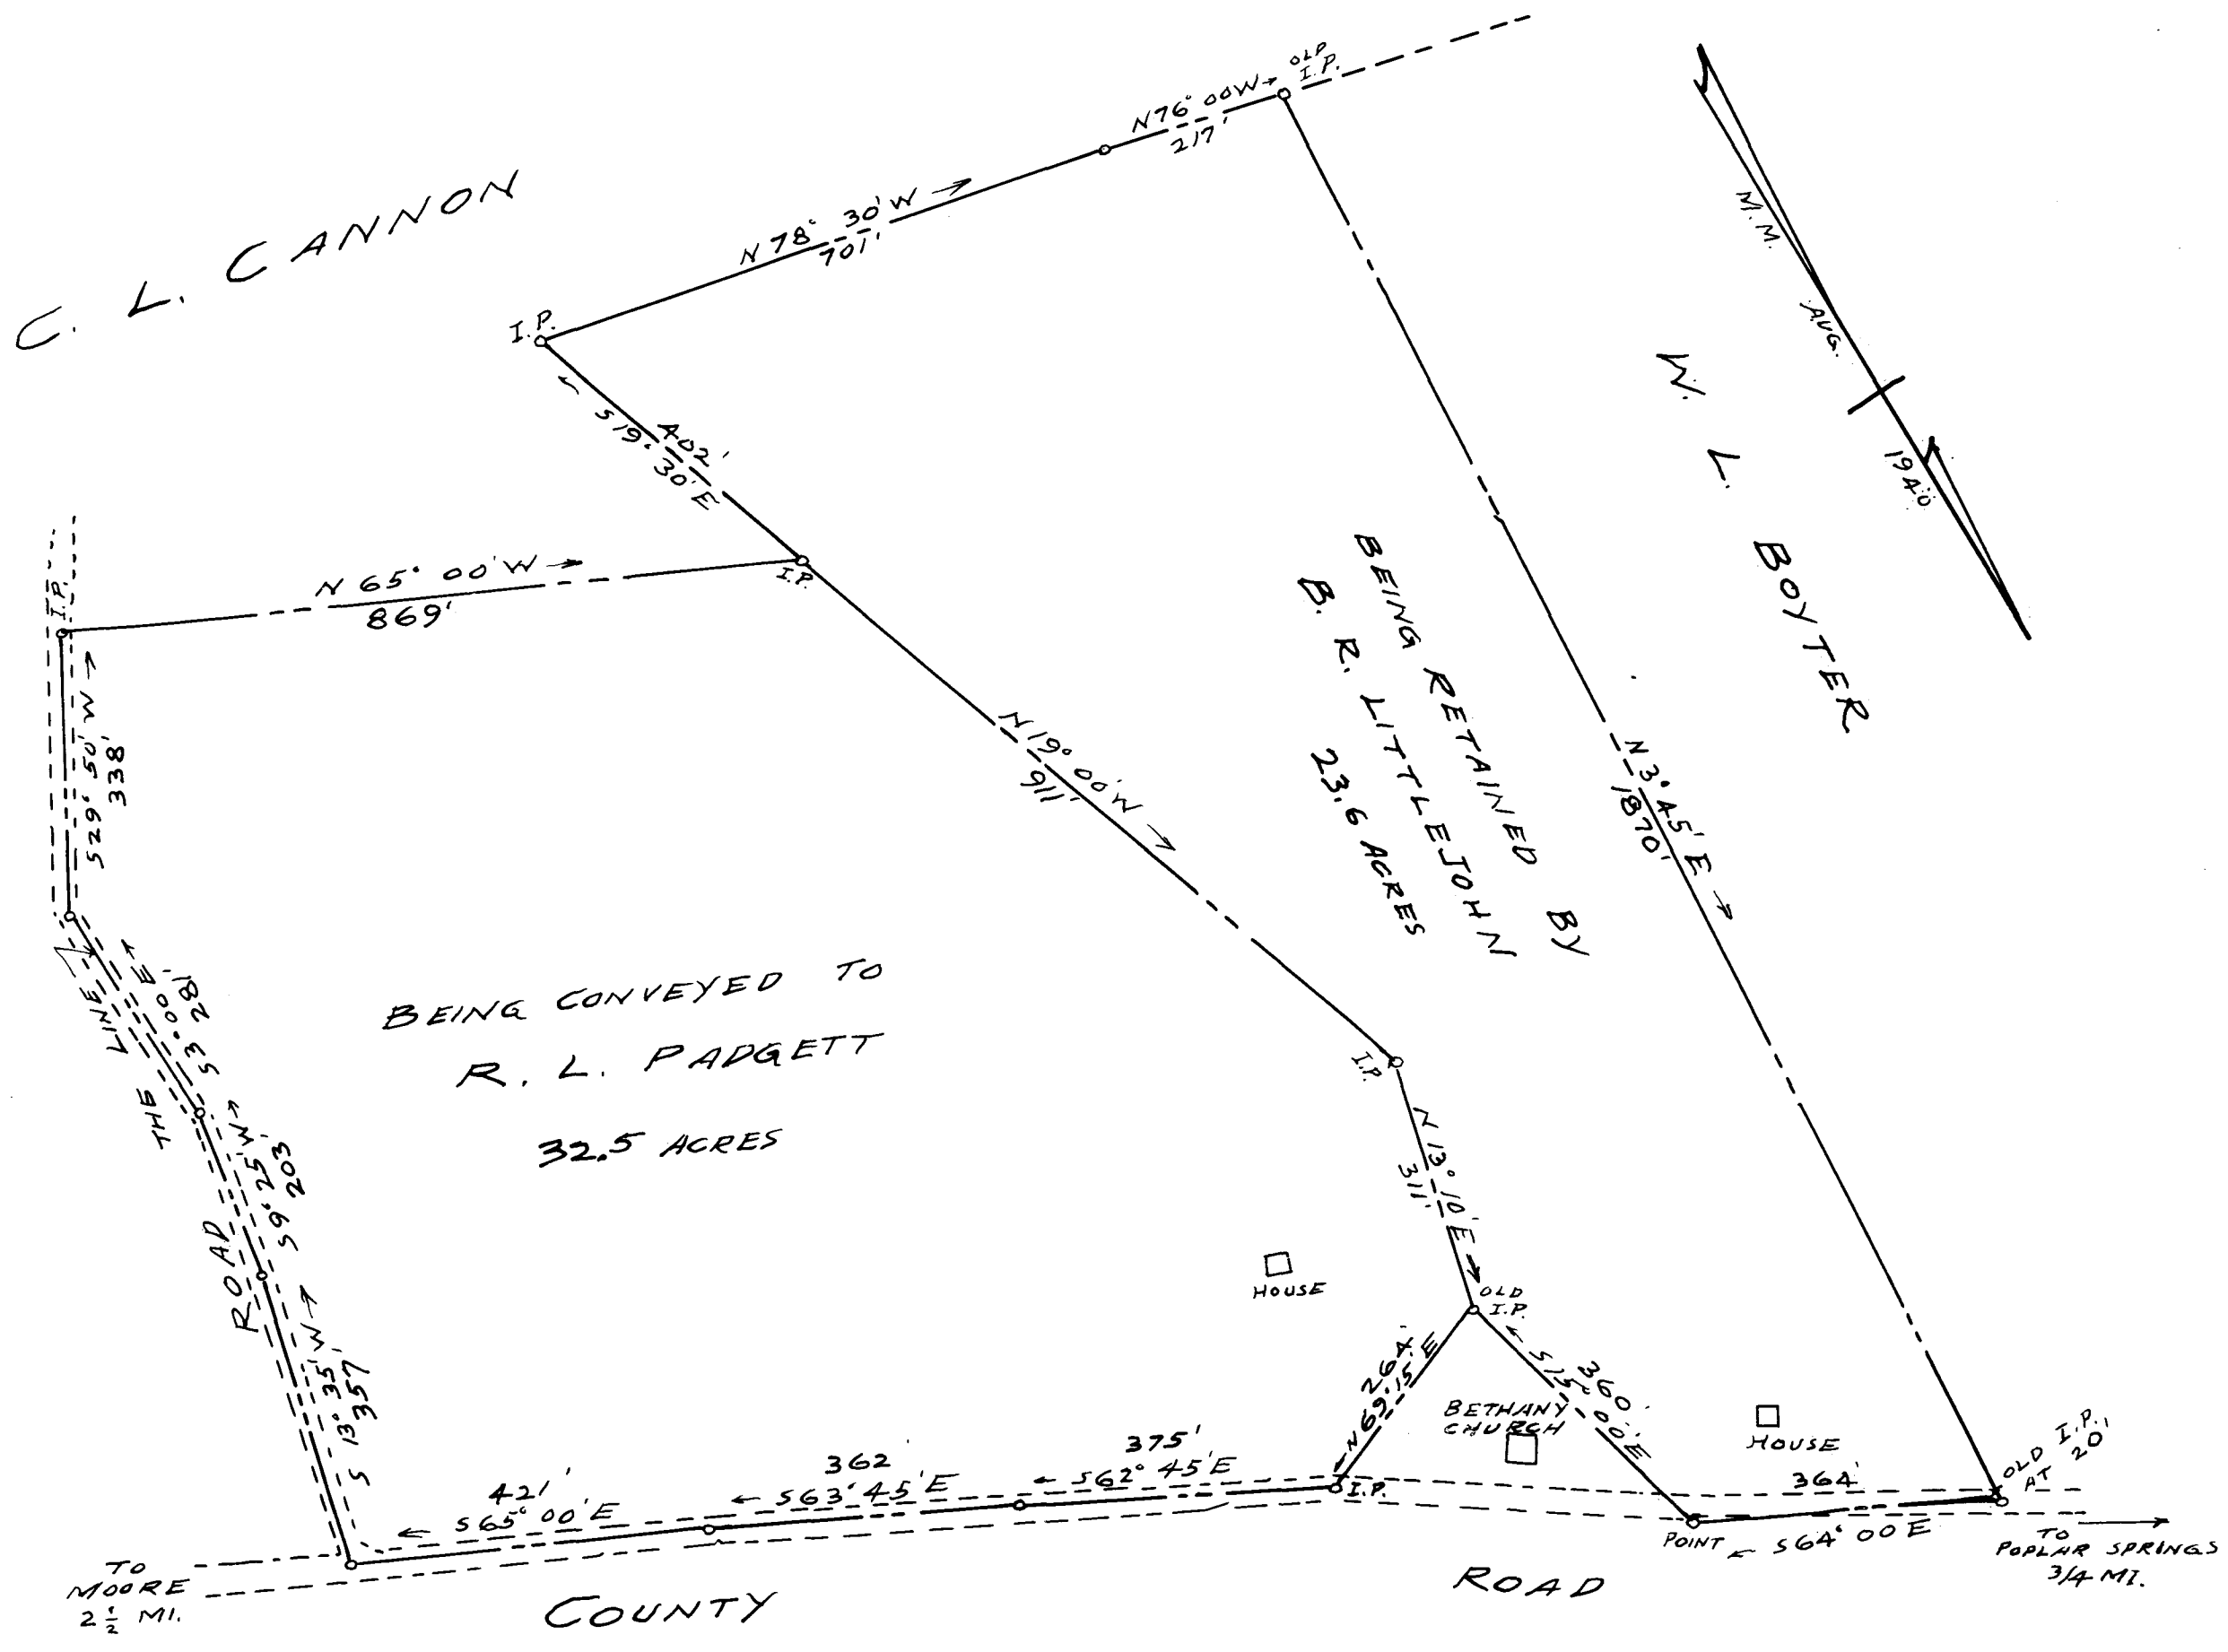 C. L. CANNON
N 78° 30' W →
701'
N 76° 00 W →
217'
OLD
I.P.
I.P.
← S 19° 30' E
402'
M.M.
AUG.
1940
W. L. BOYTER
I.P.
N 65° 00' W →
869'
I.P.
S 29° 50' W →
338'
N 19° 00' W →
911'
BEING RETAINED BY
B. R. LITTLEJOHN
23.6 ACRES
N 3° 45' E →
1870'
S 3° 00' E →
281'
THE LINE
ROAD
S 9° 25' W →
203'
S 13° 35' W →
357'
BEING CONVEYED TO
R. L. PADGETT
32.5 ACRES
I.P.
N 13° 10' E →
311'
HOUSE
OLD
I.P.
264'
← N 69° 15 E
360'
← S 15° 00' E
BETHANY
CHURCH
HOUSE
OLD I.P.
AT 20'
421'
← S 65° 00' E
362'
← S 63° 45' E
375'
← S 62° 45' E
I.P.
364'
POINT ← S 64° 00 E
TO
MOORE
2 1/2 MI.
COUNTY ROAD
TO →
POPLAR SPRINGS
3/4 MI.